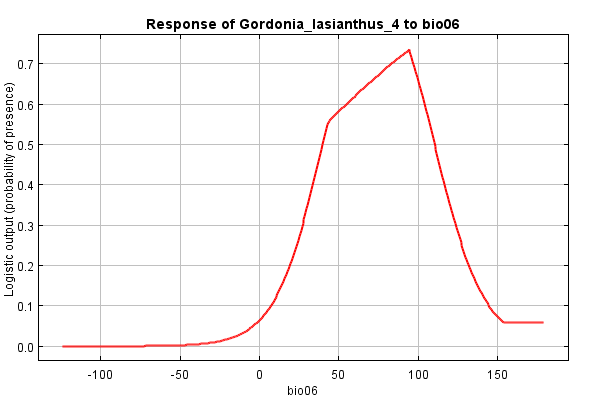 Response of Gordonia_lasianthus_4 to bio06
Logistic output (probability of presence)
0.7
0.6
0.5
0.4
0.3
0.2
0.1
0.0
-100 -50 0 50 100 150
bio06